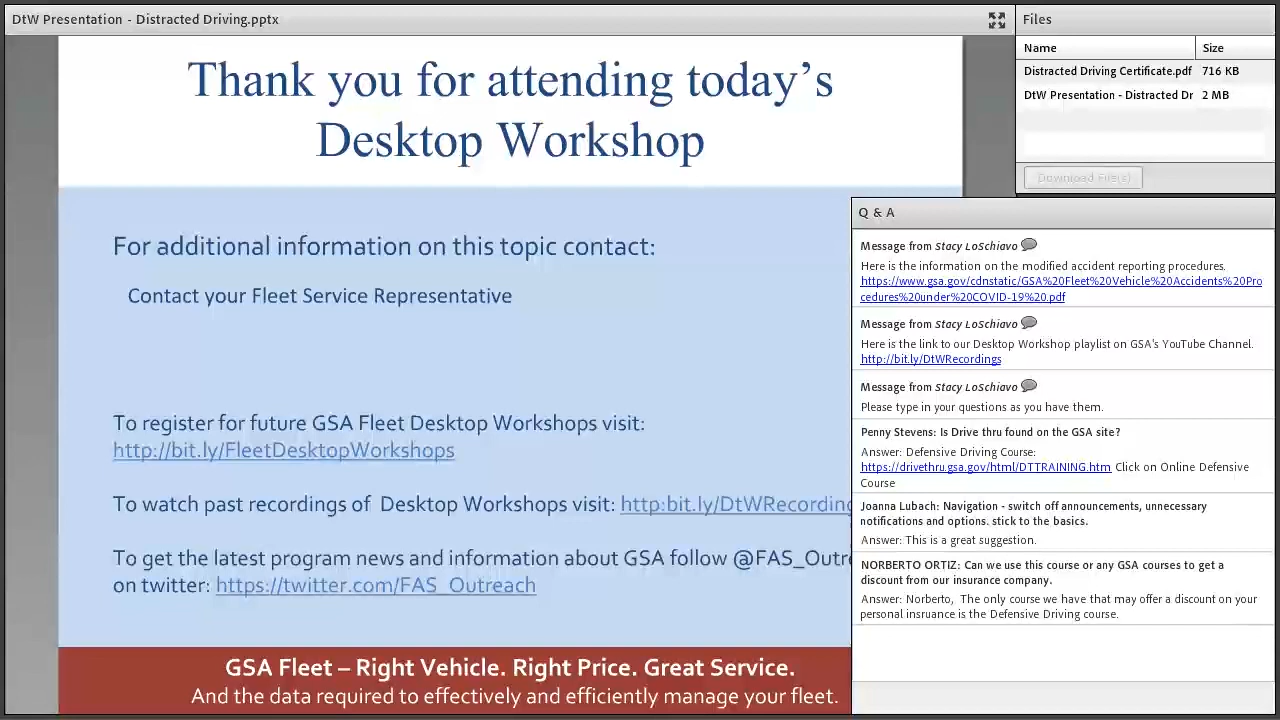 DtW Presentation - Distracted Driving.pptx
Thank you for attending today’s
Desktop Workshop
For additional information on this topic contact:
Contact your Fleet Service Representative
To register for future GSA Fleet Desktop Workshops visit:
http://bit.ly/FleetDesktopWorkshops
To watch past recordings of Desktop Workshops visit: http:bit.ly/DtWRecording
To get the latest program news and information about GSA follow @FAS_Outre
on twitter: https://twitter.com/FAS_Outreach
GSA Fleet – Right Vehicle. Right Price. Great Service.
And the data required to effectively and efficiently manage your fleet.
Files
Name Size
Distracted Driving Certificate.pdf 716 KB
DtW Presentation - Distracted Dr 2 MB
Download File(s)
Q & A
Message from Stacy LoSchiavo
Here is the information on the modified accident reporting procedures.
https://www.gsa.gov/cdnstatic/GSA%20Fleet%20Vehicle%20Accidents%20Pro
cedures%20under%20COVID-19%20.pdf
Message from Stacy LoSchiavo
Here is the link to our Desktop Workshop playlist on GSA's YouTube Channel.
http://bit.ly/DtWRecordings
Message from Stacy LoSchiavo
Please type in your questions as you have them.
Penny Stevens: Is Drive thru found on the GSA site?
Answer: Defensive Driving Course:
https://drivethru.gsa.gov/html/DTTRAINING.htm Click on Online Defensive
Course
Joanna Lubach: Navigation - switch off announcements, unnecessary
notifications and options. stick to the basics.
Answer: This is a great suggestion.
NORBERTO ORTIZ: Can we use this course or any GSA courses to get a
discount from our insurance company.
Answer: Norberto, The only course we have that may offer a discount on your
personal insruance is the Defensive Driving course.